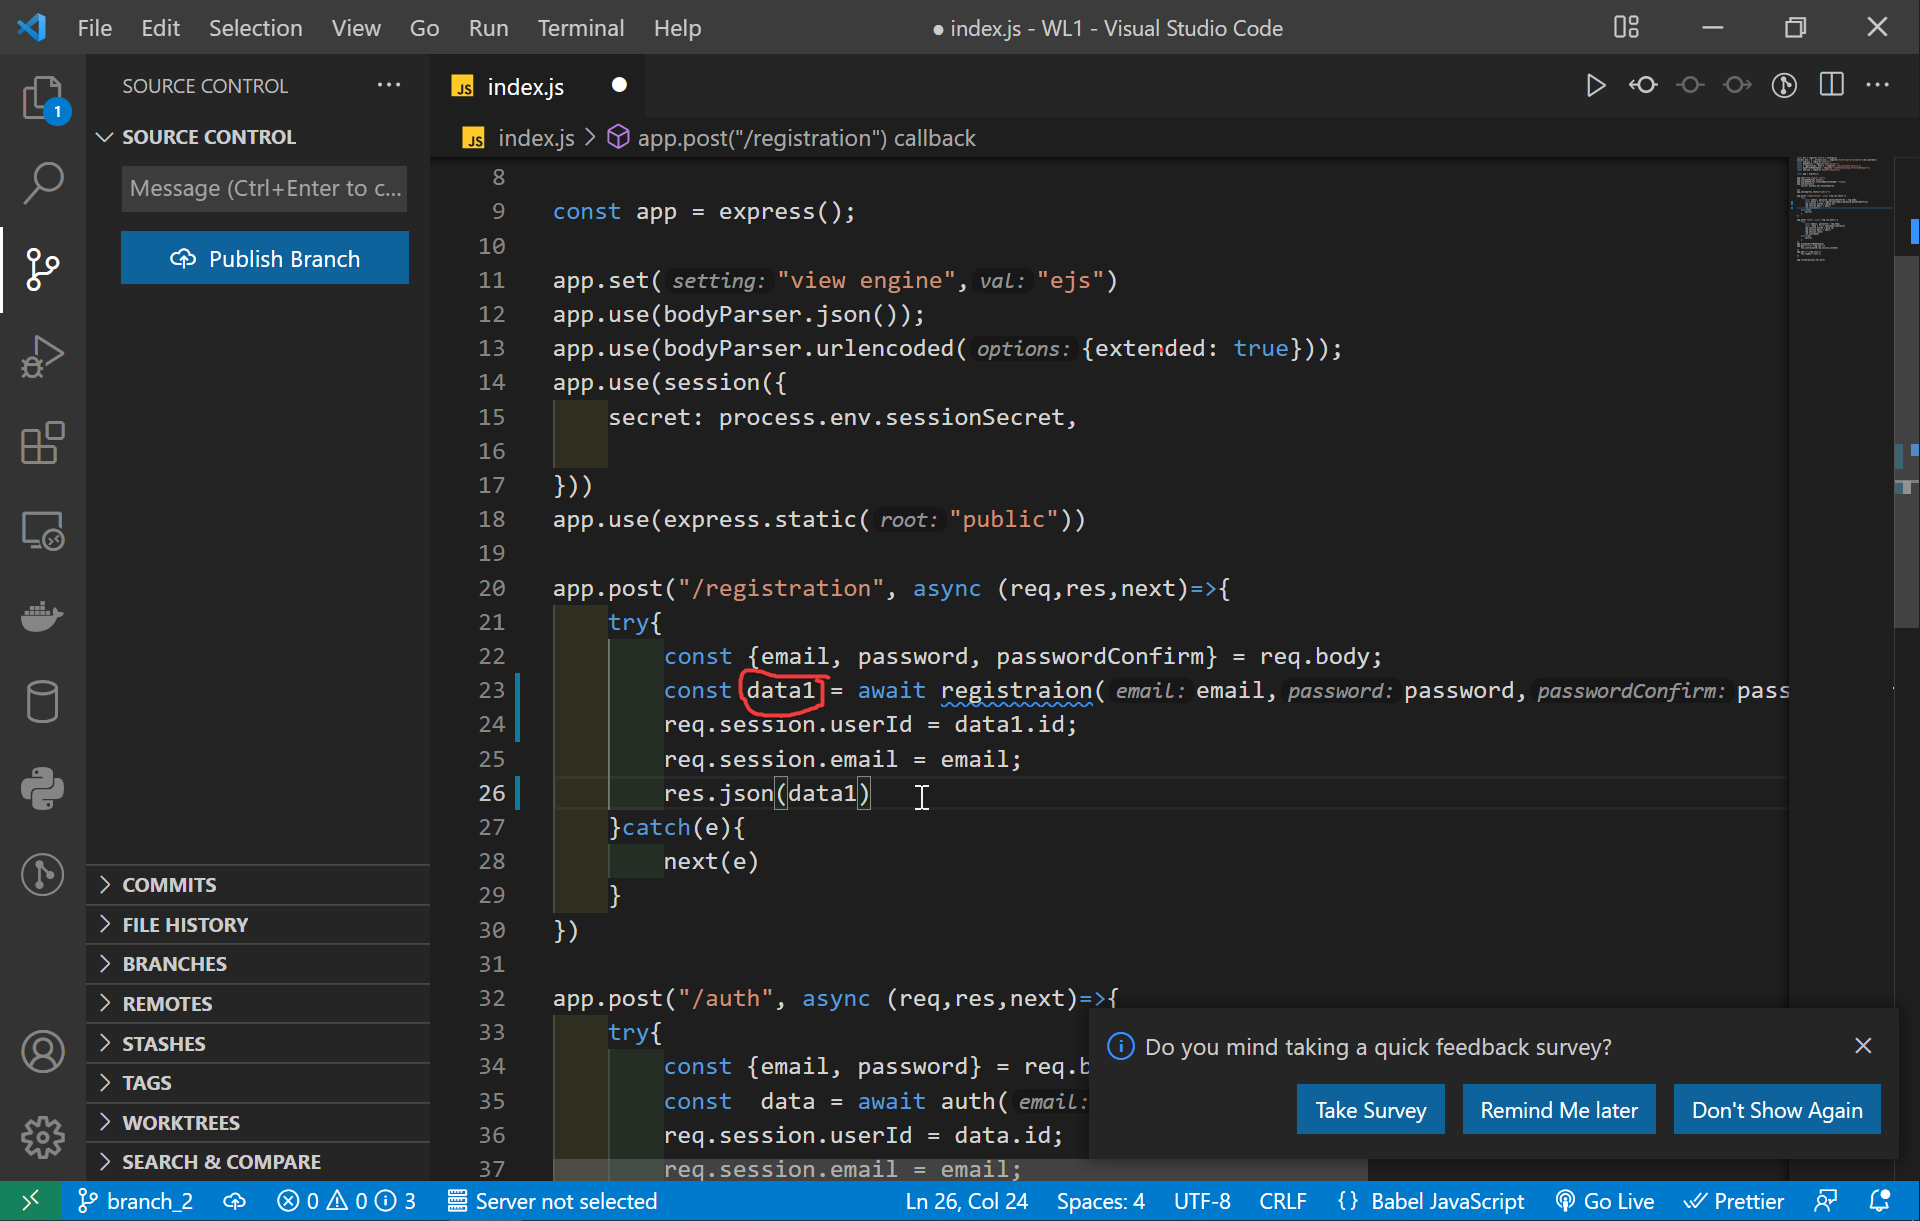 File Edit Selection View Go Run Terminal Help
● index.js - WL1 - Visual Studio Code
1
SOURCE CONTROL ...
SOURCE CONTROL
Message (Ctrl+Enter to c...
Publish Branch
COMMITS
FILE HISTORY
BRANCHES
REMOTES
STASHES
TAGS
WORKTREES
SEARCH & COMPARE
JS index.js
JS index.js > app.post("/registration") callback
8
9 const app = express();
10
11 app.set(setting: "view engine", val: "ejs")
12 app.use(bodyParser.json());
13 app.use(bodyParser.urlencoded(options: {extended: true}));
14 app.use(session({
15 secret: process.env.sessionSecret,
16
17 }))
18 app.use(express.static(root: "public"))
19
20 app.post("/registration", async (req,res,next)=>{
21 try{
22 const {email, password, passwordConfirm} = req.body;
23 const data1 = await registraion(email: email, password: password, passwordConfirm: pass
24 req.session.userId = data1.id;
25 req.session.email = email;
26 res.json(data1)
27 }catch(e){
28 next(e)
29 }
30 })
31
32 app.post("/auth", async (req,res,next)=>{
33 try{
34 const {email, password} = req.b
35 const data = await auth(email:
36 req.session.userId = data.id;
37 req.session.email = email;
Do you mind taking a quick feedback survey?
Take Survey Remind Me later Don't Show Again
branch_2 0 0 3 Server not selected Ln 26, Col 24 Spaces: 4 UTF-8 CRLF {} Babel JavaScript Go Live Prettier